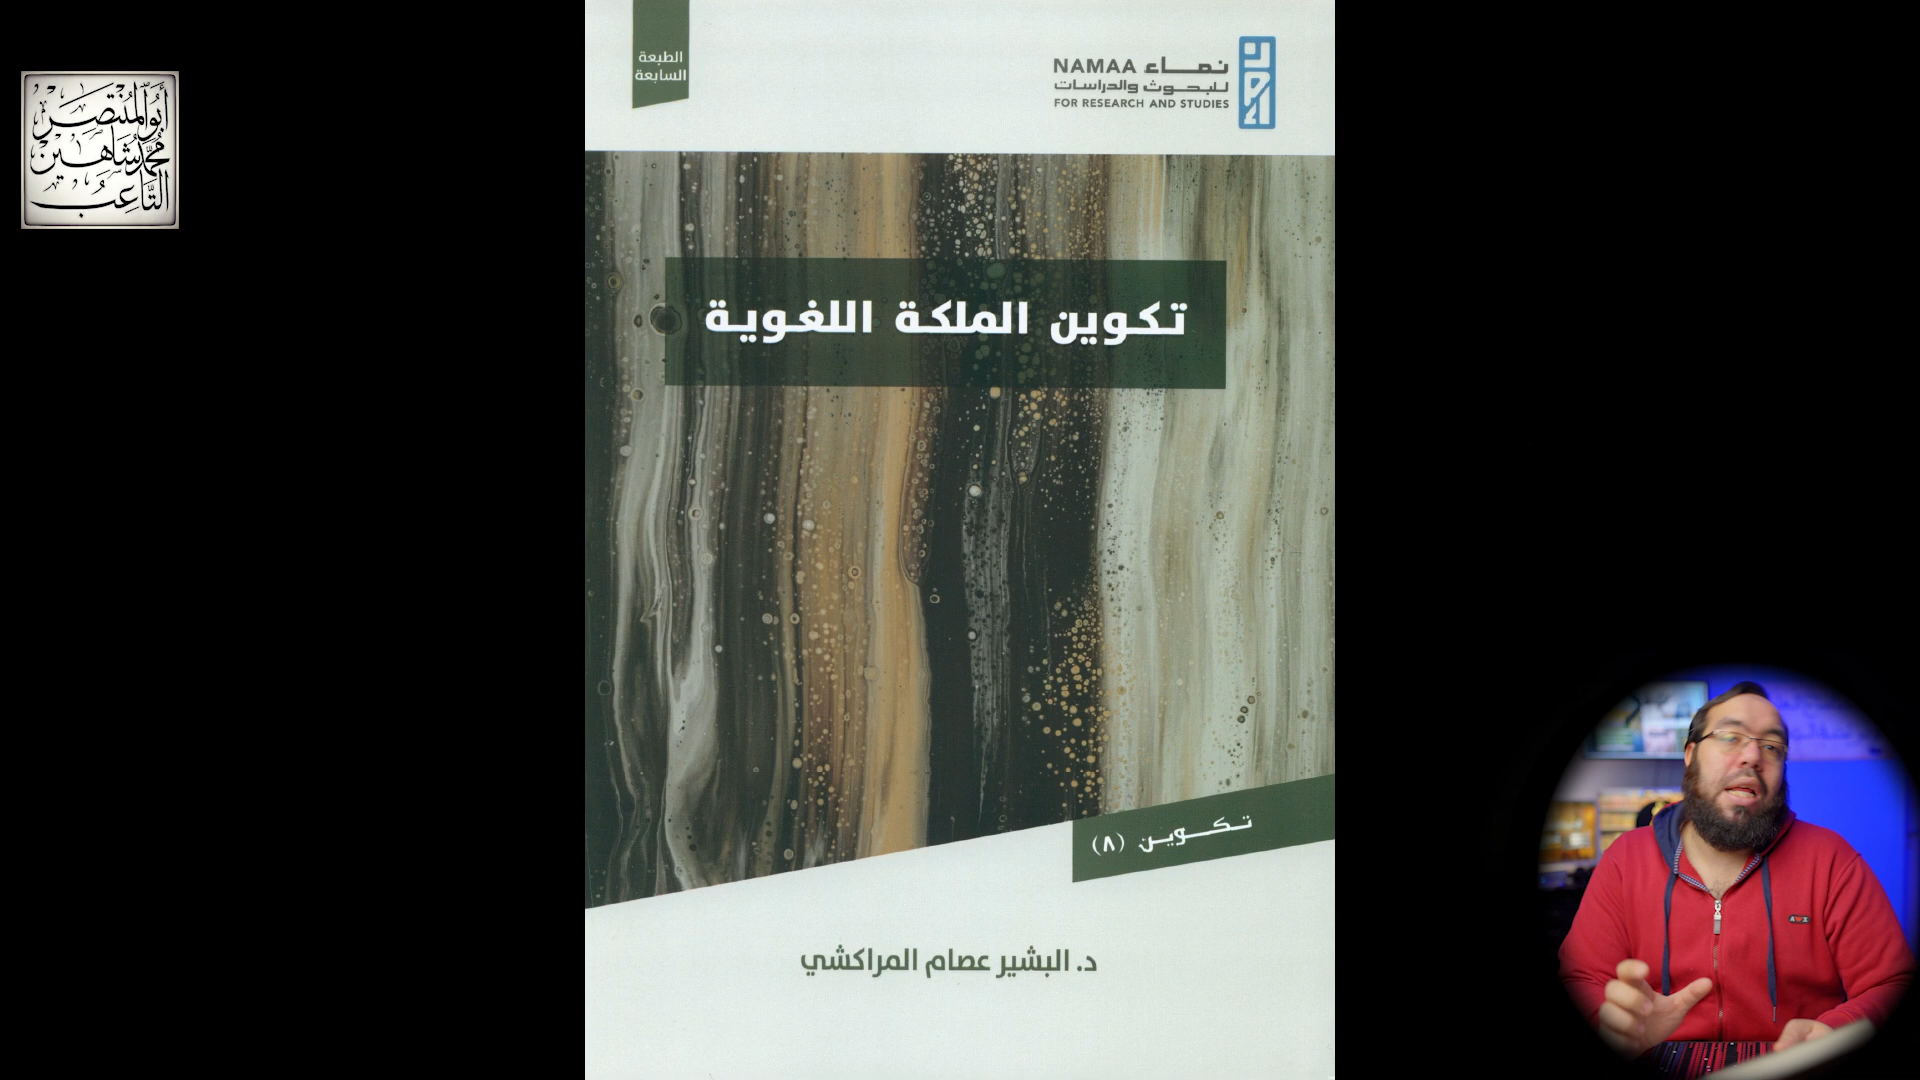 الطبعة
السابعة
نماء NAMAA
للبحوث والدراسات
FOR RESEARCH AND STUDIES
نماء
أبو المنتصر
محمد شاهين
التاعب
تكوين الملكة اللغوية
تكوين (٨)
د. البشير عصام المراكشي